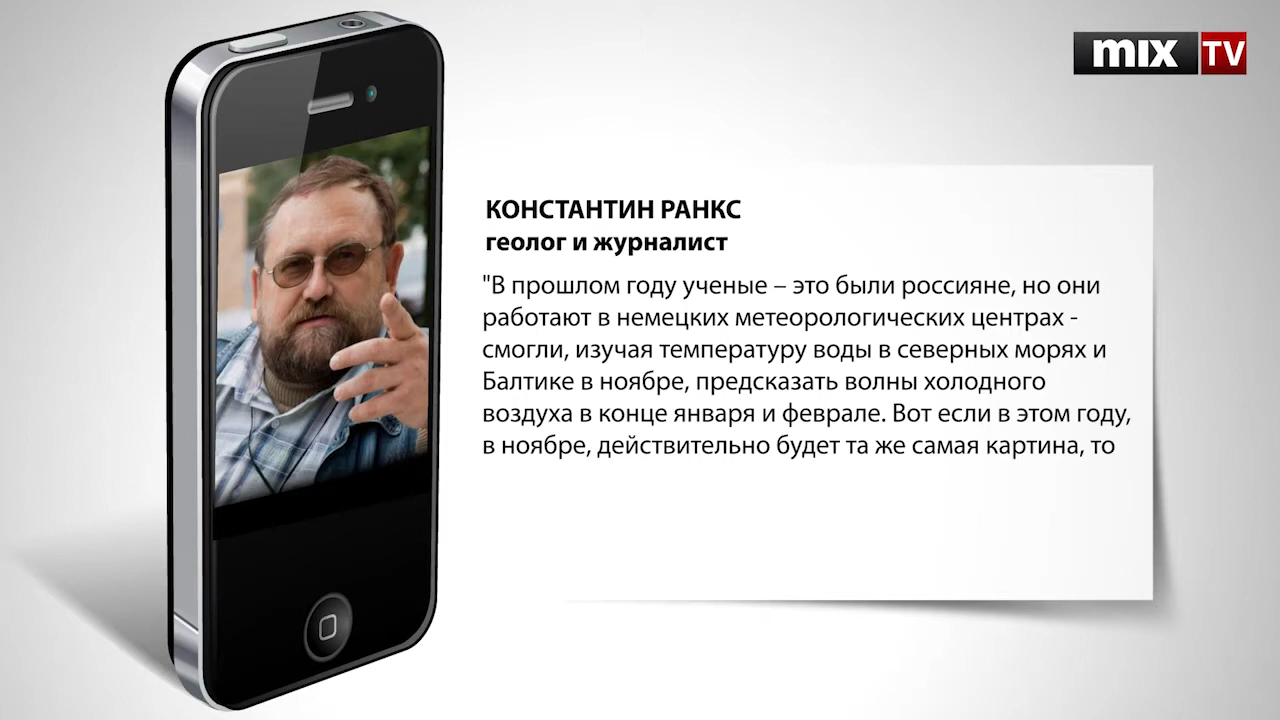 mix TV
КОНСТАНТИН РАНКС
геолог и журналист
"В прошлом году ученые – это были россияне, но они
работают в немецких метеорологических центрах -
смогли, изучая температуру воды в северных морях и
Балтике в ноябре, предсказать волны холодного
воздуха в конце января и феврале. Вот если в этом году,
в ноябре, действительно будет та же самая картина, то